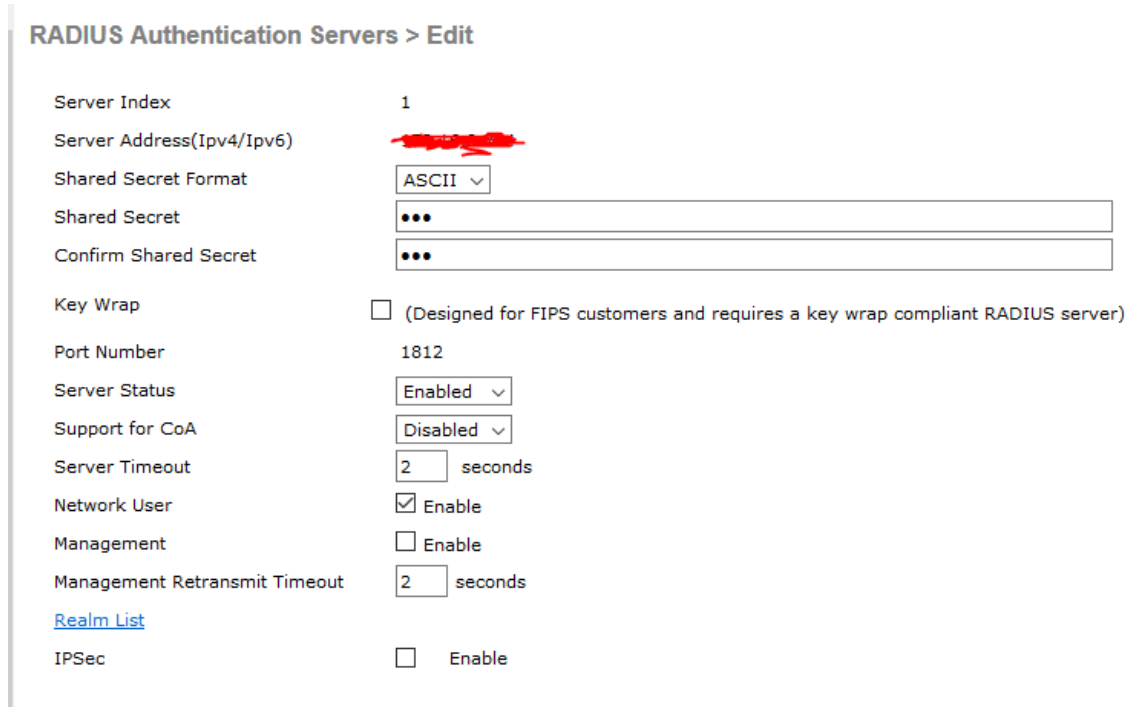 RADIUS Authentication Servers > Edit
Server Index 1
Server Address(Ipv4/Ipv6)
Shared Secret Format ASCII
Shared Secret •••
Confirm Shared Secret •••
Key Wrap (Designed for FIPS customers and requires a key wrap compliant RADIUS server)
Port Number 1812
Server Status Enabled
Support for CoA Disabled
Server Timeout 2 seconds
Network User Enable
Management Enable
Management Retransmit Timeout 2 seconds
Realm List
IPSec Enable